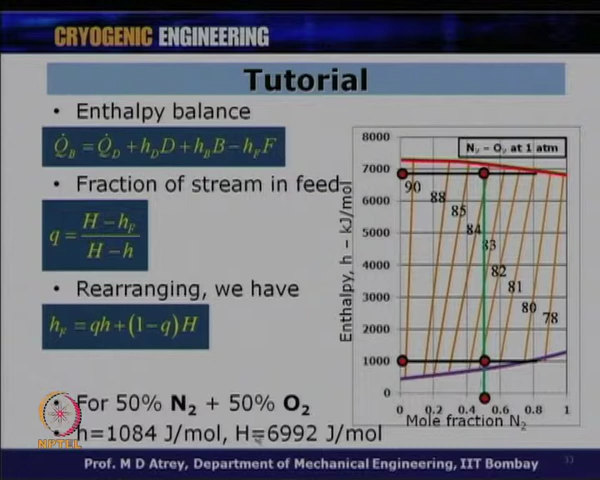 CRYOGENIC ENGINEERING
Tutorial
• Enthalpy balance
Q̇_B = Q̇_D + h_D D + h_B B − h_F F
• Fraction of stream in feed
q = (H − h_F) / (H − h)
• Rearranging, we have
h_F = qh + (1 − q) H
• For 50% N₂ + 50% O₂
• h=1084 J/mol, H=6992 J/mol
N₂ – O₂ at 1 atm
Enthalpy, h – kJ/mol
8000
7000
6000
5000
4000
3000
2000
1000
0
90
88
85
84
83
82
81
80
78
0 0.2 0.4 0.6 0.8 1
Mole fraction N₂
NPTEL
Prof. M D Atrey, Department of Mechanical Engineering, IIT Bombay
33